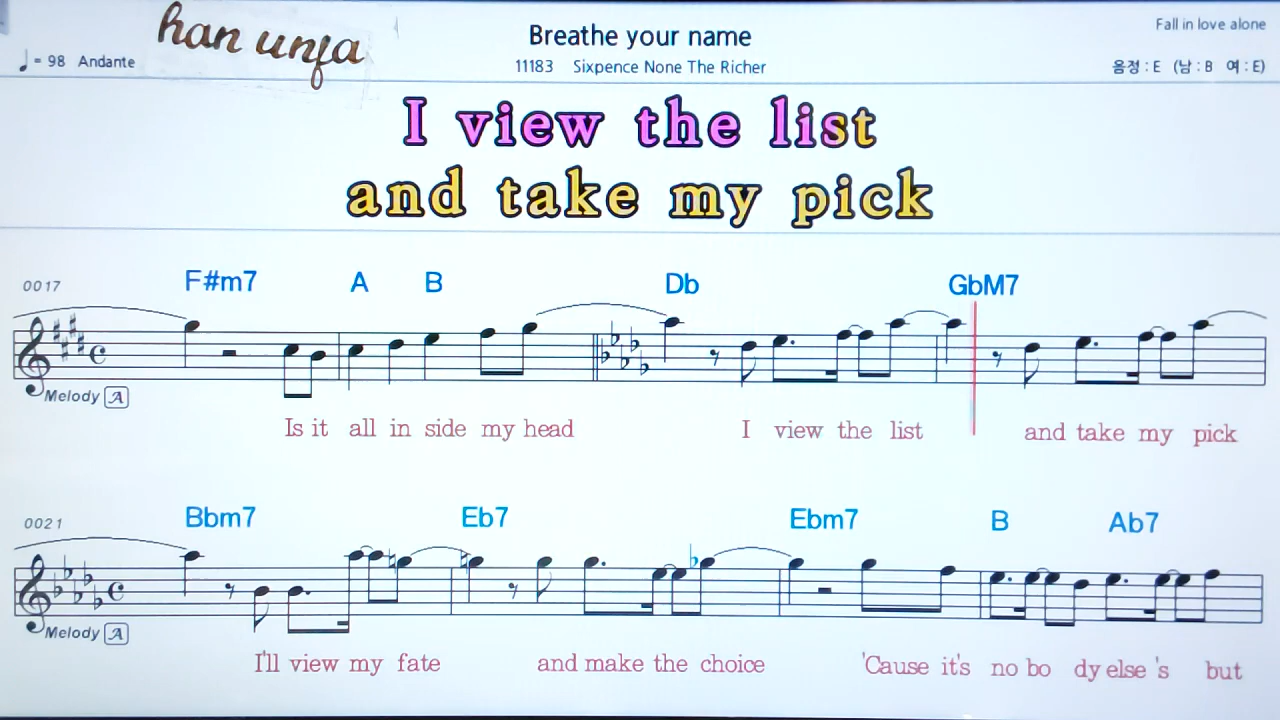 han unfa
Breathe your name
Fall in love alone
♩= 98 Andante
11183 Sixpence None The Richer
음정 : E (남 : B 여 : E)
I view the list
and take my pick
0017 F#m7 A B Db GbM7
Melody A
Is it all in side my head I view the list and take my pick
0021 Bbm7 Eb7 Ebm7 B Ab7
Melody A
I'll view my fate and make the choice 'Cause it's no bo dy else 's but